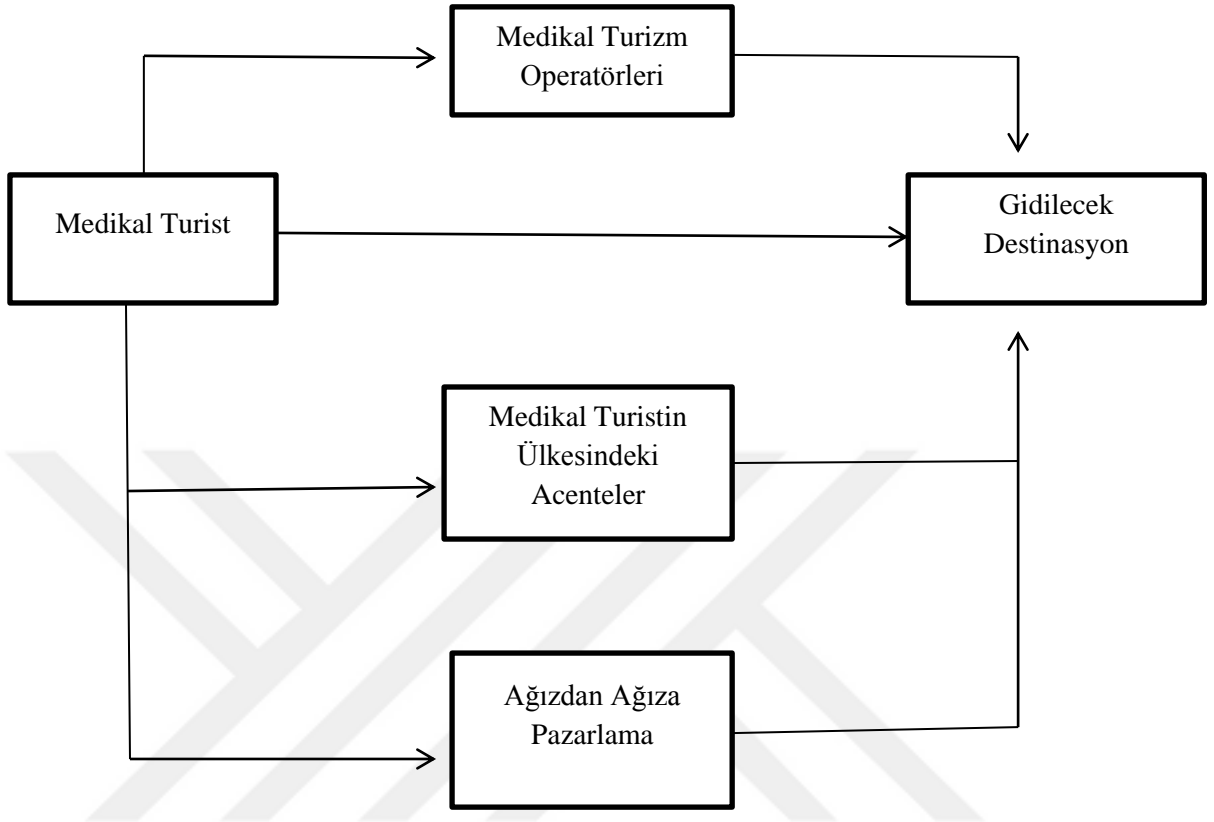 Medikal Turizm
Operatörleri
Medikal Turist
Gidilecek
Destinasyon
Medikal Turistin
Ülkesindeki
Acenteler
Ağızdan Ağıza
Pazarlama